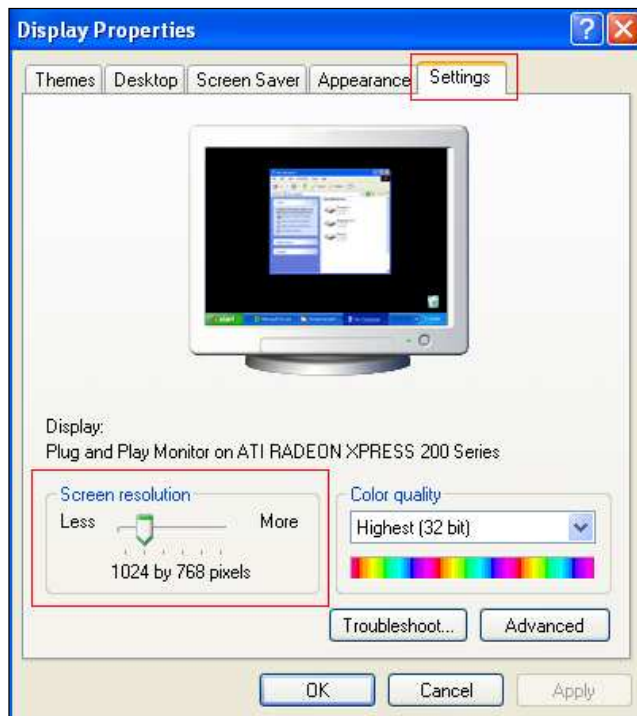 Display Properties
Themes Desktop Screen Saver Appearance Settings
start
Display:
Plug and Play Monitor on ATI RADEON XPRESS 200 Series
Screen resolution
Less More
1024 by 768 pixels
Color quality
Highest (32 bit)
Troubleshoot... Advanced
OK Cancel Apply